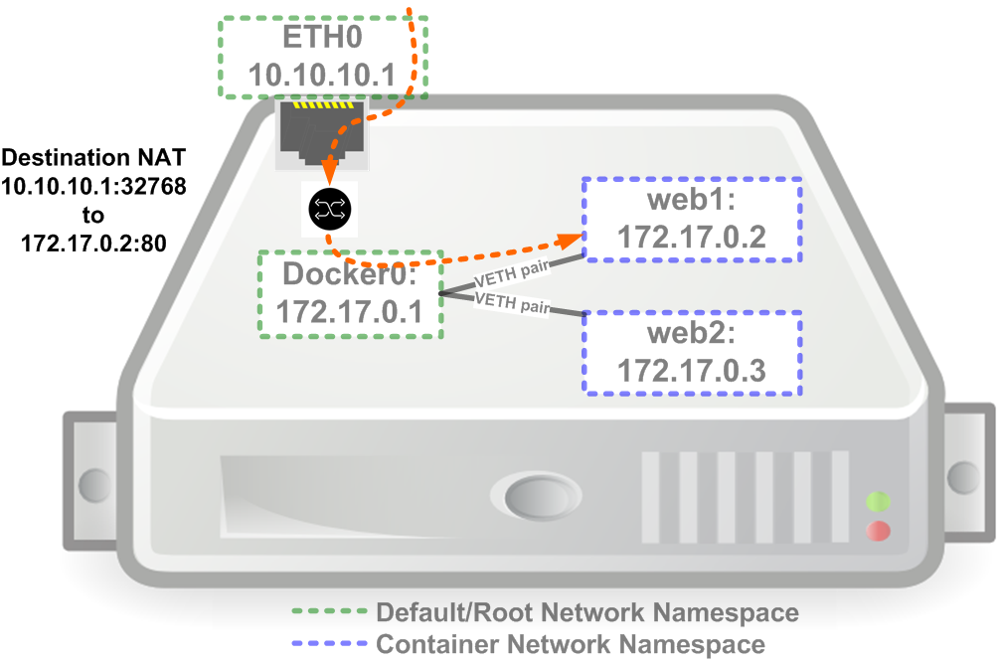 ETH0
10.10.10.1
Destination NAT
10.10.10.1:32768
to
172.17.0.2:80
web1:
172.17.0.2
Docker0:
172.17.0.1
VETH pair
VETH pair
web2:
172.17.0.3
Default/Root Network Namespace
Container Network Namespace